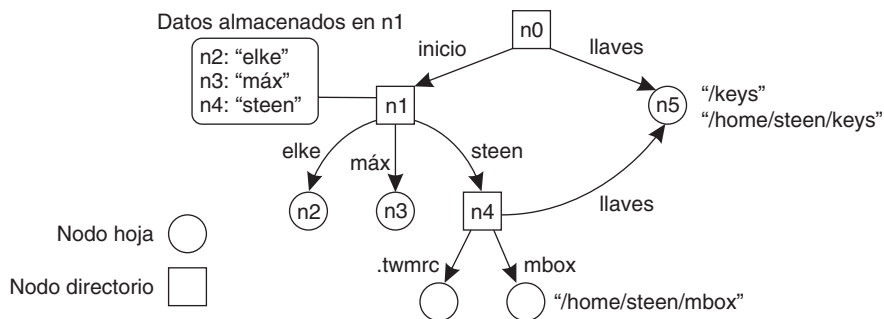 Datos almacenados en n1
n0
inicio
llaves
n2: “elke”
n3: “máx”
n4: “steen”
n1
n5
“/keys”
“/home/steen/keys”
elke
máx
steen
n2
n3
n4
llaves
Nodo hoja
.twmrc
mbox
Nodo directorio
“/home/steen/mbox”